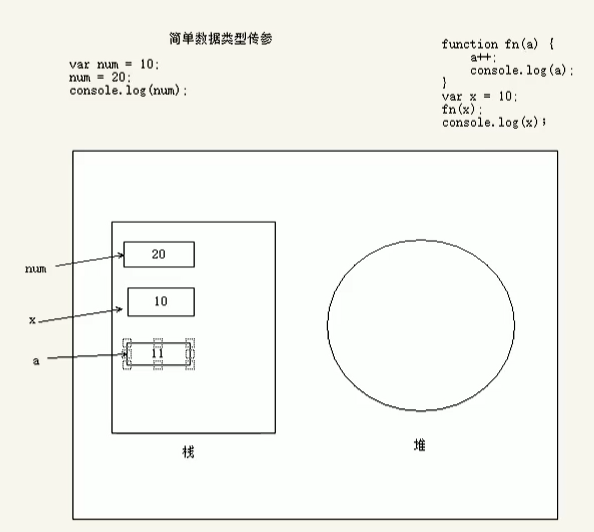 简单数据类型传参
var num = 10;
num = 20;
console.log(num);
function fn(a) {
a++;
console.log(a);
}
var x = 10;
fn(x);
console.log(x);
num
20
x
10
a
11
栈
堆